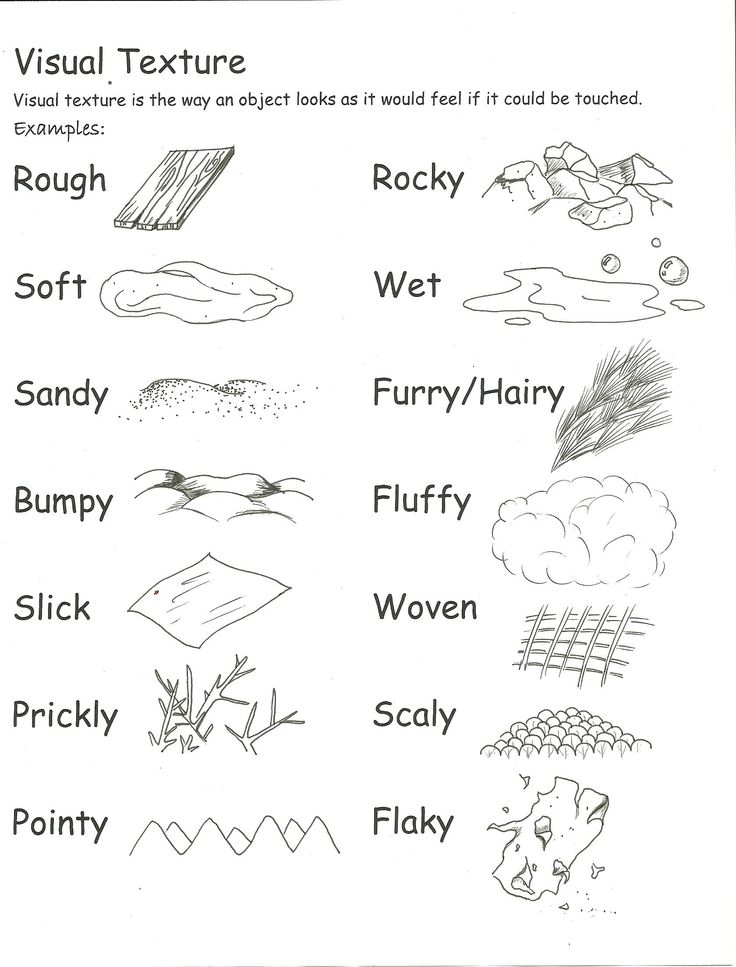 Visual Texture
Visual texture is the way an object looks as it would feel if it could be touched.
Examples:
Rough
Rocky
Soft
Wet
Sandy
Furry/Hairy
Bumpy
Fluffy
Slick
Woven
Prickly
Scaly
Pointy
Flaky